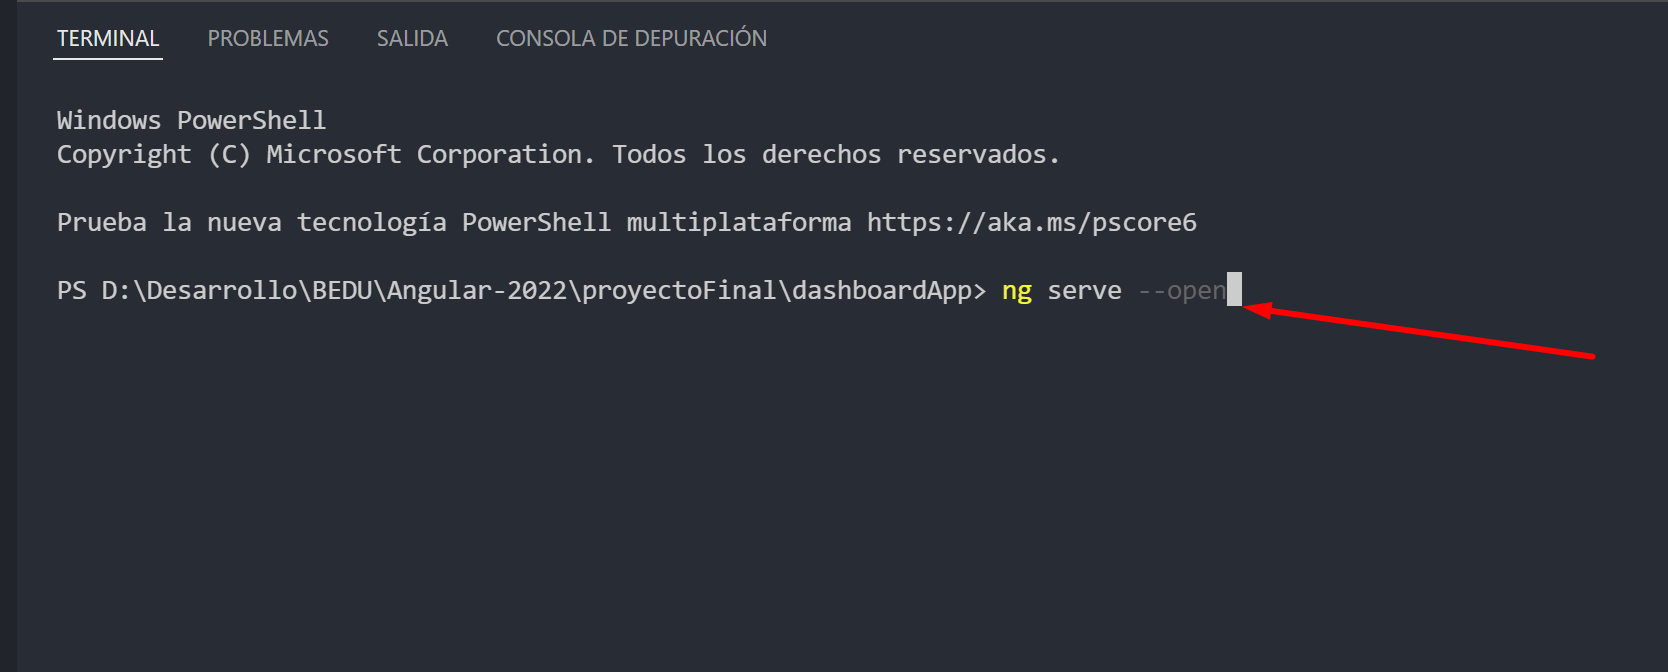 TERMINAL PROBLEMAS SALIDA CONSOLA DE DEPURACIÓN
Windows PowerShell
Copyright (C) Microsoft Corporation. Todos los derechos reservados.
Prueba la nueva tecnología PowerShell multiplataforma https://aka.ms/pscore6
PS D:\Desarrollo\BEDU\Angular-2022\proyectoFinal\dashboardApp> ng serve --open